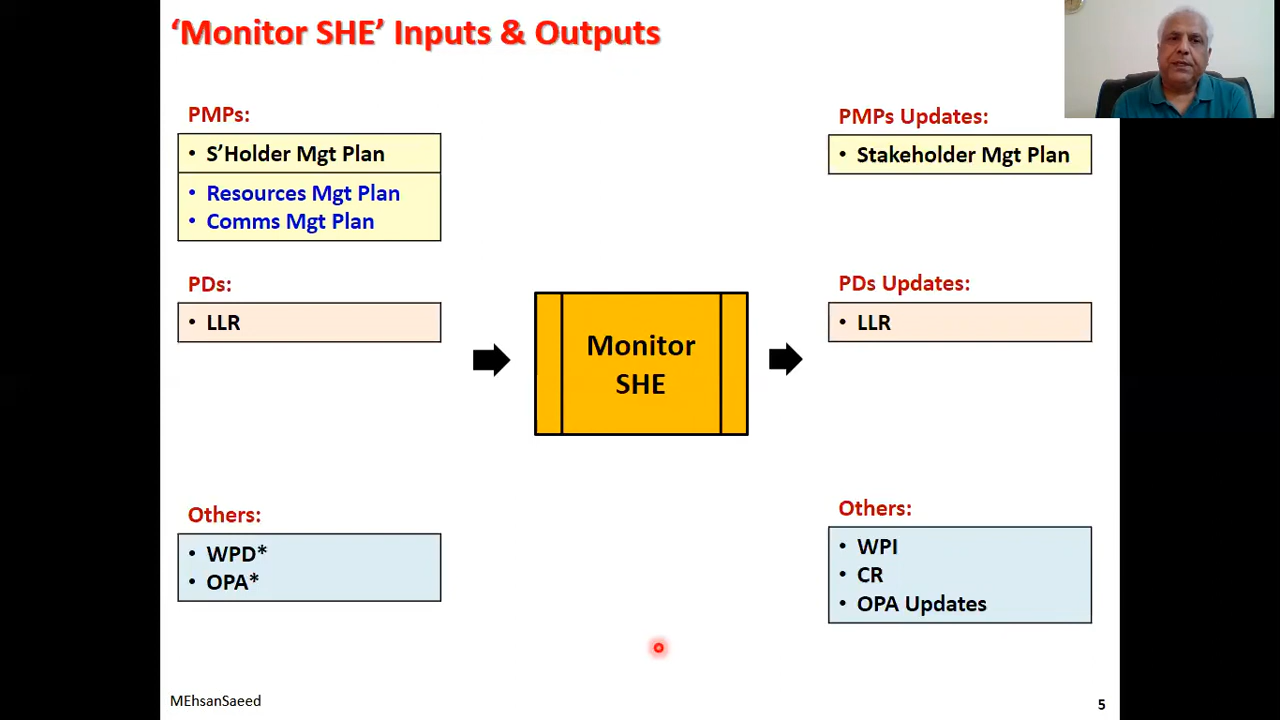 ‘Monitor SHE’ Inputs & Outputs
PMPs:
• S’Holder Mgt Plan
• Resources Mgt Plan
• Comms Mgt Plan
PDs:
• LLR
Others:
• WPD*
• OPA*
Monitor
SHE
PMPs Updates:
• Stakeholder Mgt Plan
PDs Updates:
• LLR
Others:
• WPI
• CR
• OPA Updates
MEhsanSaeed
5